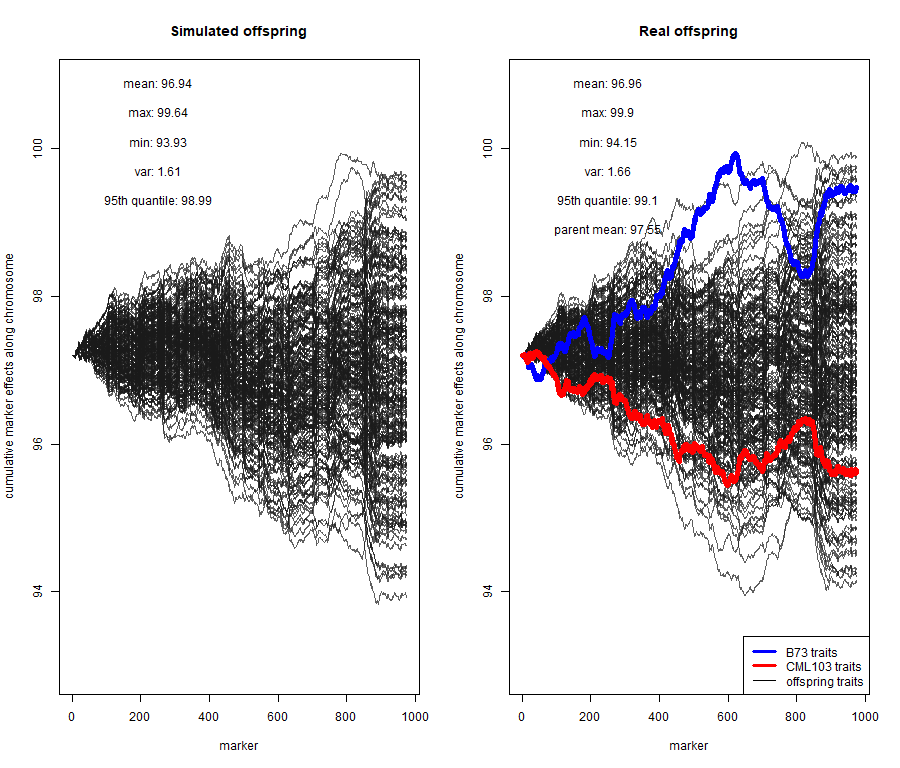 Simulated offspring
mean: 96.94
max: 99.64
min: 93.93
var: 1.61
95th quantile: 98.99
cumulative marker effects along chromosome
94
96
98
100
0
200
400
600
800
1000
marker
Real offspring
mean: 96.96
max: 99.9
min: 94.15
var: 1.66
95th quantile: 99.1
parent mean: 97.55
cumulative marker effects along chromosome
94
96
98
100
B73 traits
CML103 traits
offspring traits
0
200
400
600
800
1000
marker